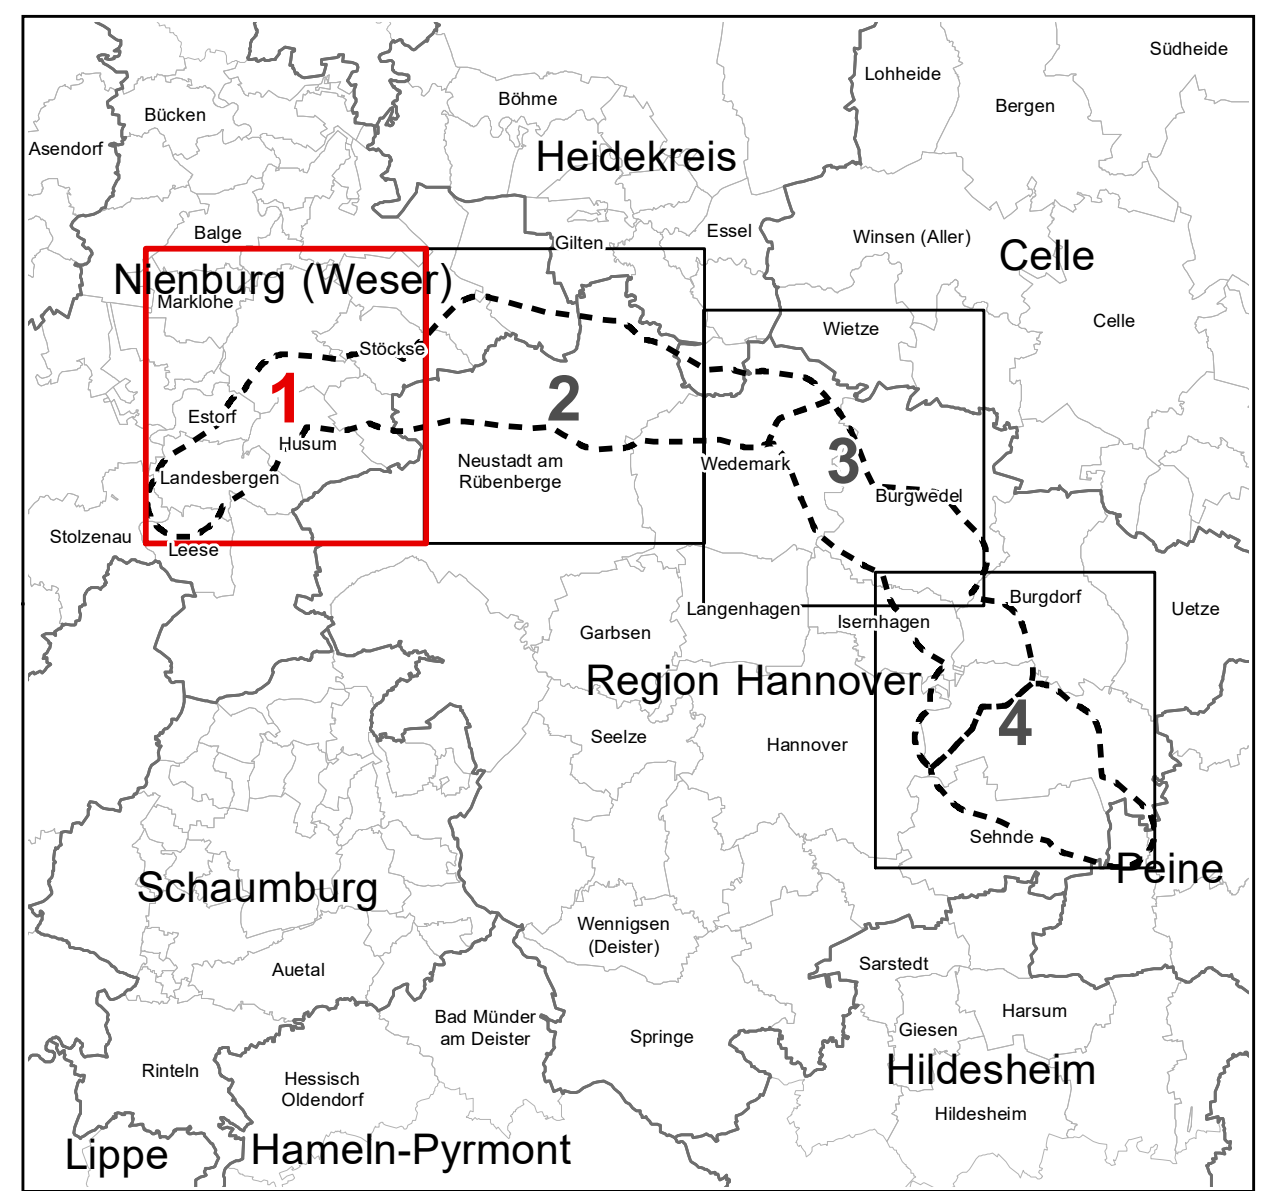 Südheide
Lohheide
Böhme
Bergen
Bücken
Asendorf
Heidekreis
Balge
Gilten
Essel
Winsen (Aller)
Celle
Nienburg (Weser)
Marklohe
Wietze
Celle
Stöckse
1
2
Estorf
Husum
3
Neustadt am
Rübenberge
Wedemark
Landesbergen
Burgwedel
Stolzenau
Leese
Burgdorf
Langenhagen
Uetze
Isernhagen
Garbsen
Region Hannover
4
Seelze
Hannover
Sehnde
Peine
Schaumburg
Wennigsen
(Deister)
Sarstedt
Auetal
Harsum
Bad Münder
am Deister
Giesen
Springe
Rinteln
Hildesheim
Hessisch
Oldendorf
Hildesheim
Lippe
Hameln-Pyrmont